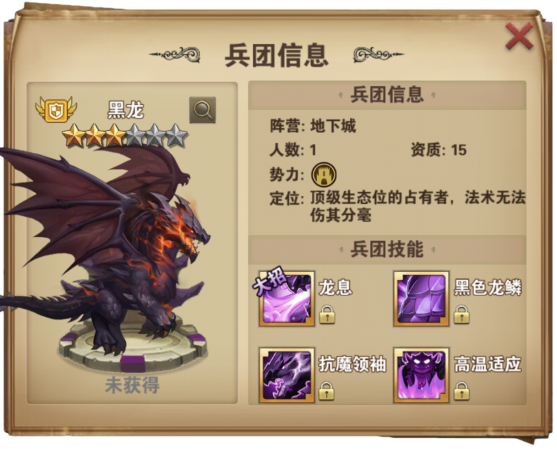 兵团信息
黑龙
未获得
兵团信息
阵营: 地下城
人数: 1 资质: 15
势力:
定位: 顶级生态位的占有者，法术无法
伤其分毫
兵团技能
大招
龙息 黑色龙鳞
抗魔领袖 高温适应